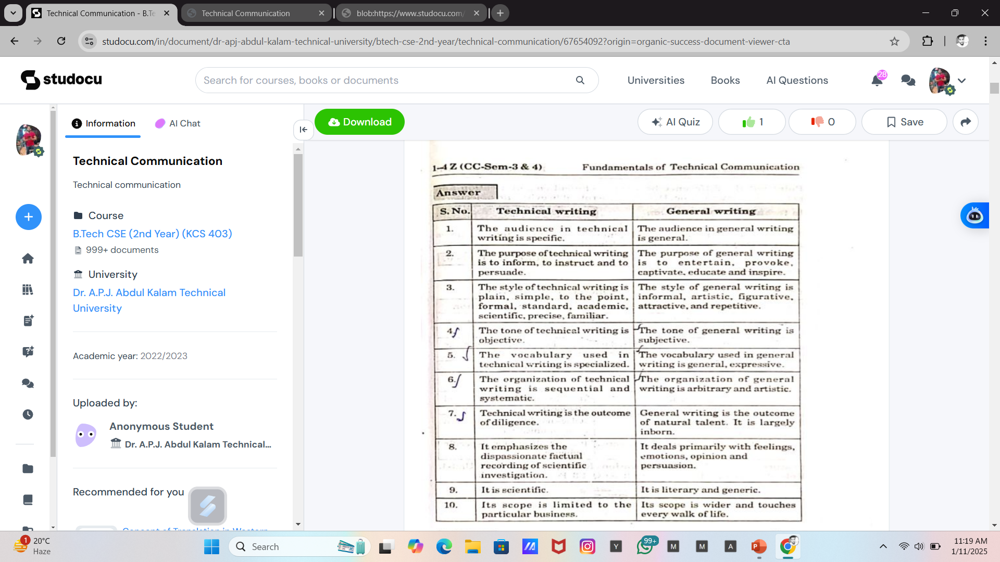 Technical Communication - B.Te
Technical Communication
blob:https://www.studocu.com/
studocu.com/in/document/dr-apj-abdul-kalam-technical-university/btech-cse-2nd-year/technical-communication/67654092?origin=organic-success-document-viewer-cta
studocu
Search for courses, books or documents
Universities
Books
AI Questions
28
Information
AI Chat
Download
AI Quiz
1
0
Save
Technical Communication
Technical communication
Course
B.Tech CSE (2nd Year) (KCS 403)
999+ documents
University
Dr. A.P.J. Abdul Kalam Technical
University
Academic year: 2022/2023
Uploaded by:
Anonymous Student
Dr. A.P.J. Abdul Kalam Technical...
Recommended for you
Concept of Translation in Western
1–4 Z (CC-Sem-3 & 4)
Fundamentals of Technical Communication
Answer
S. No.
Technical writing
General writing
1.
The audience in technical
writing is specific.
The audience in general writing
is general.
2.
The purpose of technical writing
is to inform, to instruct and to
persuade.
The purpose of general writing
is to entertain, provoke,
captivate, educate and inspire.
3.
The style of technical writing is
plain, simple, to the point,
formal, standard, academic,
scientific, precise, familiar.
The style of general writing is
informal, artistic, figurative,
attractive, and repetitive.
4
The tone of technical writing is
objective.
The tone of general writing is
subjective.
5.
The vocabulary used in
technical writing is specialized.
The vocabulary used in general
writing is general, expressive.
6.
The organization of technical
writing is sequential and
systematic.
The organization of general
writing is arbitrary and artistic.
7.
Technical writing is the outcome
of diligence.
General writing is the outcome
of natural talent. It is largely
inborn.
8.
It emphasizes the
dispassionate factual
recording of scientific
investigation.
It deals primarily with feelings,
emotions, opinion and
persuasion.
9.
It is scientific.
It is literary and generic.
10.
Its scope is limited to the
particular business.
Its scope is wider and touches
every walk of life.
1
20°C
Haze
Search
Y
99+
M
M
A
P
11:19 AM
1/11/2025